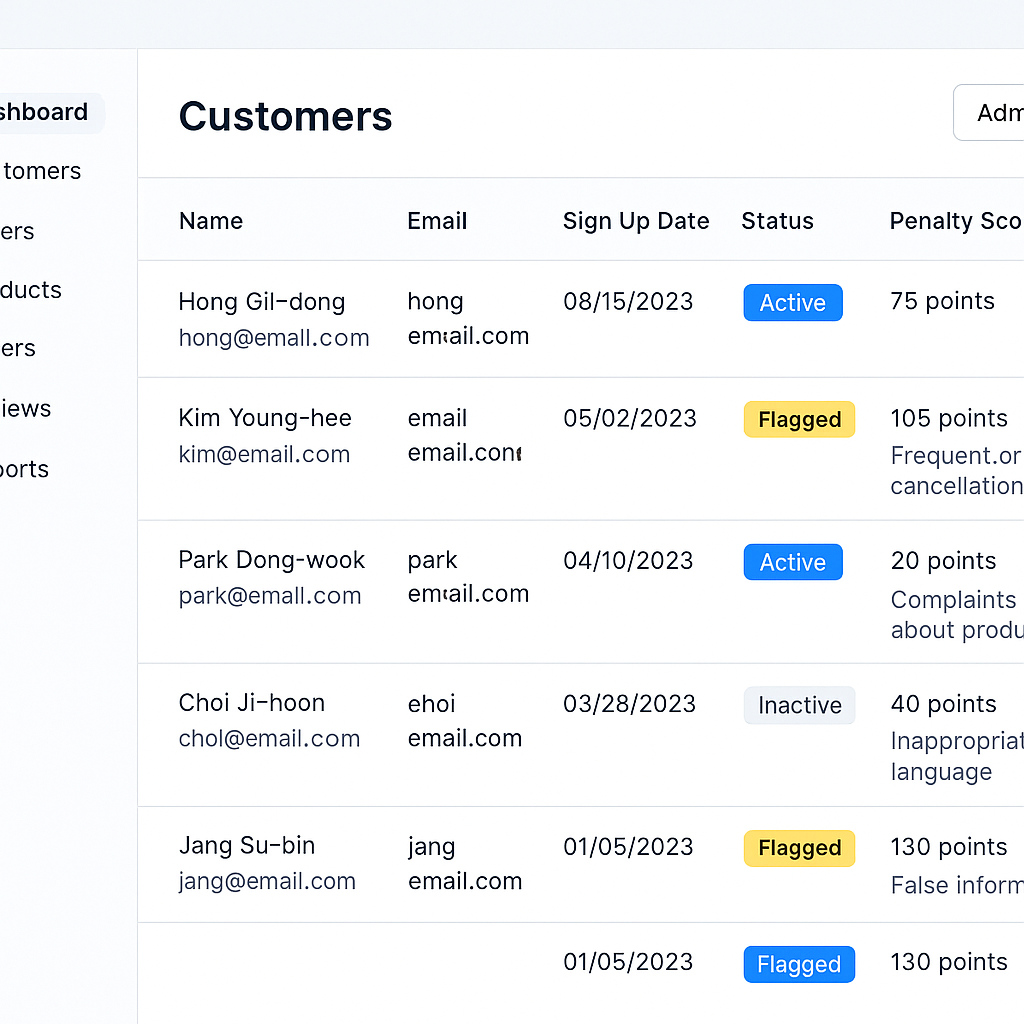 shboard
tomers
ers
ducts
ers
iews
orts
Customers
Adm
Name Email Sign Up Date Status Penalty Sco
Hong Gil-dong hong 08/15/2023 Active 75 points
hong@emall.com email.com
Kim Young-hee email 05/02/2023 Flagged 105 points
kim@email.com email.con Frequent.or
cancellation
Park Dong-wook park 04/10/2023 Active 20 points
park@emall.com email.com Complaints
about produ
Choi Ji-hoon ehoi 03/28/2023 Inactive 40 points
chol@email.com email.com Inappropriat
language
Jang Su-bin jang 01/05/2023 Flagged 130 points
jang@email.com email.com False inform
01/05/2023 Flagged 130 points